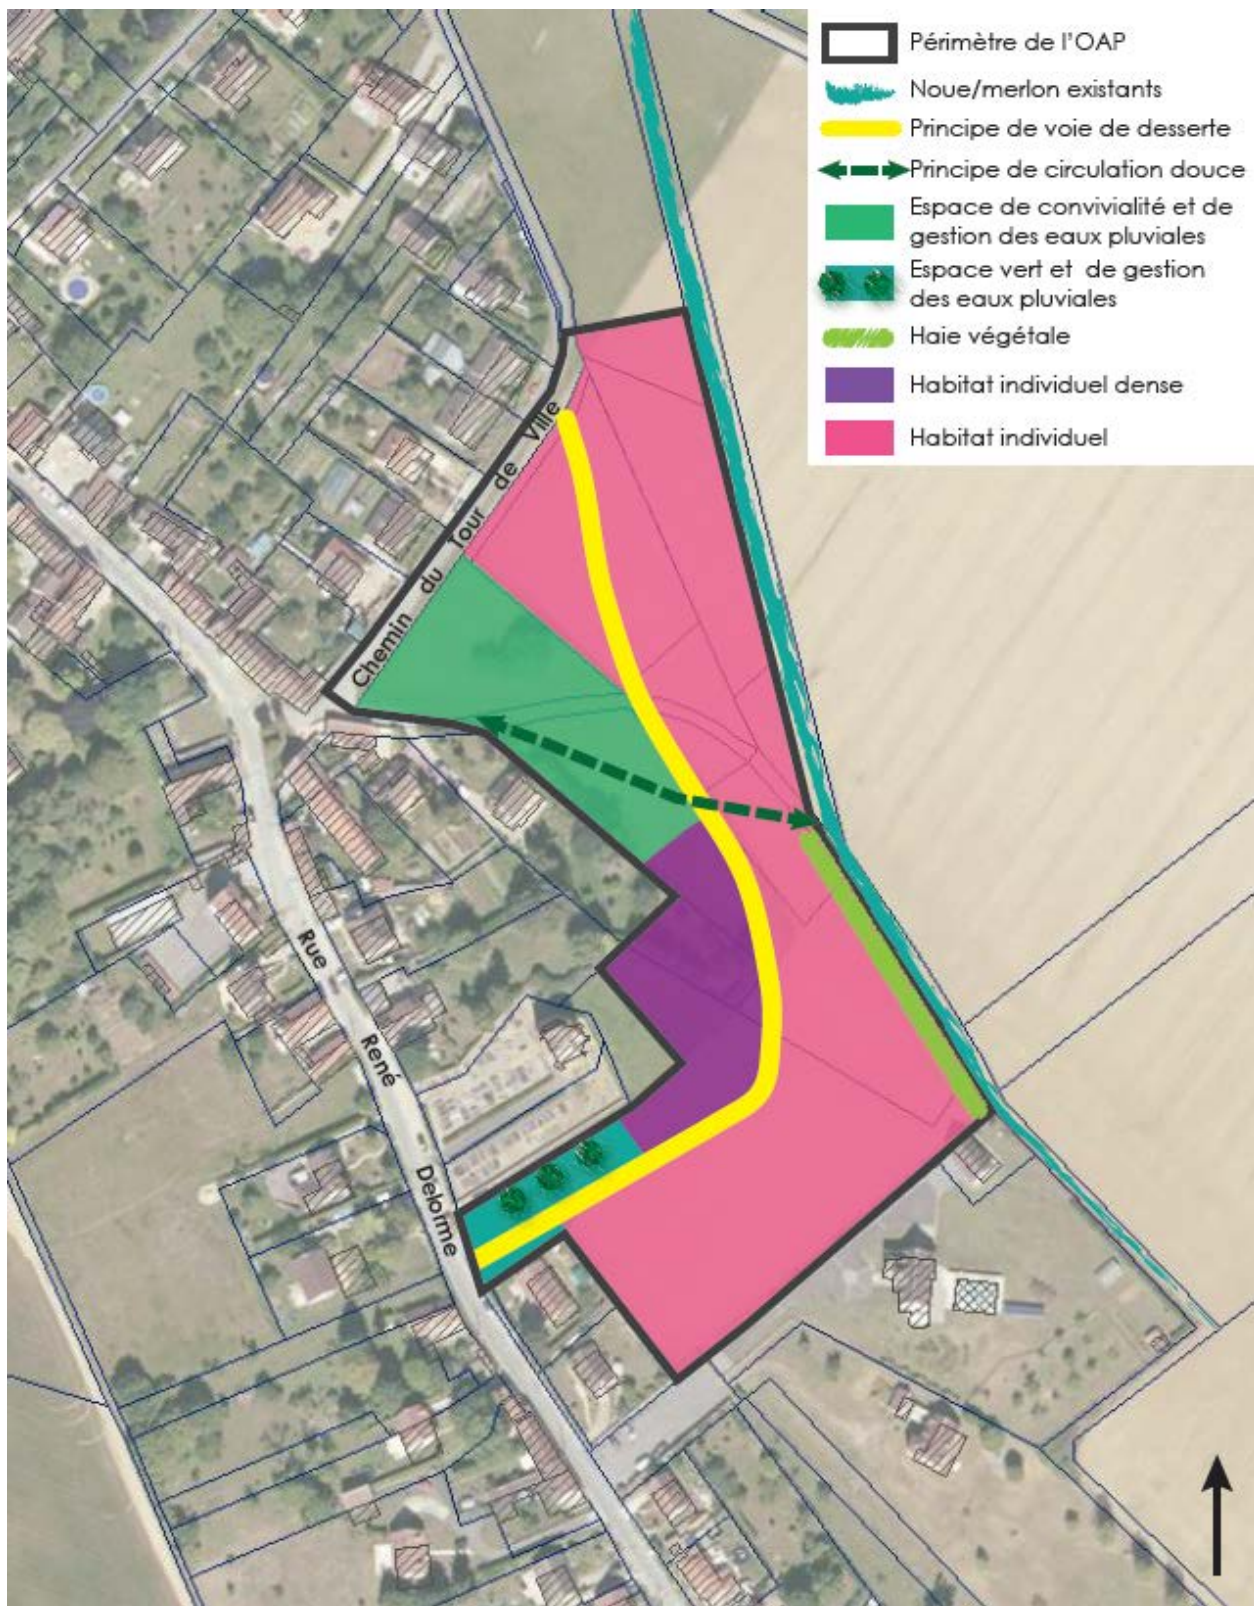 Périmètre de l'OAP
Noue/merlon existants
Principe de voie de desserte
Principe de circulation douce
Espace de convivialité et de
gestion des eaux pluviales
Espace vert et de gestion
des eaux pluviales
Haie végétale
Habitat individuel dense
Habitat individuel
Chemin du Tour de Ville
Rue René Delorme